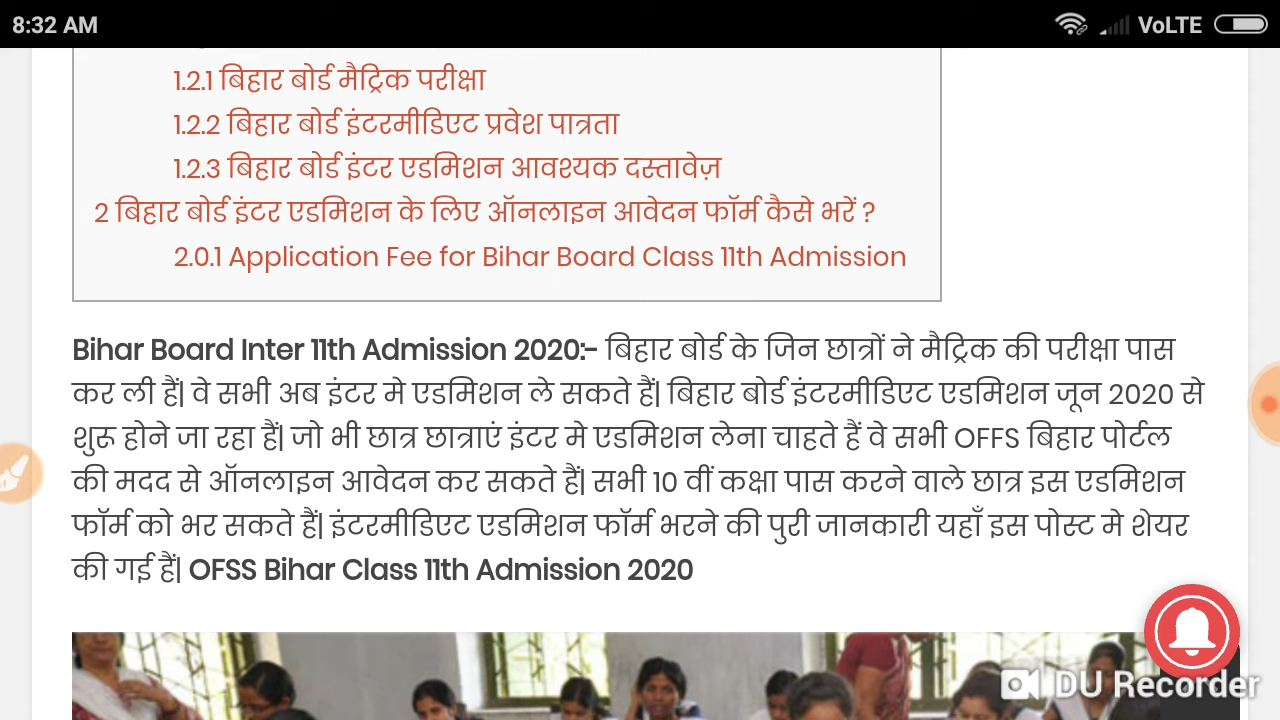 8:32 AM
VoLTE
1.2.1 बिहार बोर्ड मैट्रिक परीक्षा
1.2.2 बिहार बोर्ड इंटरमीडिएट प्रवेश पात्रता
1.2.3 बिहार बोर्ड इंटर एडमिशन आवश्यक दस्तावेज़
2 बिहार बोर्ड इंटर एडमिशन के लिए ऑनलाइन आवेदन फॉर्म कैसे भरें ?
2.0.1 Application Fee for Bihar Board Class 11th Admission
Bihar Board Inter 11th Admission 2020:- बिहार बोर्ड के जिन छात्रों ने मैट्रिक की परीक्षा पास
कर ली हैं| वे सभी अब इंटर मे एडमिशन ले सकते हैं| बिहार बोर्ड इंटरमीडिएट एडमिशन जून 2020 से
शुरू होने जा रहा हैं| जो भी छात्र छात्राएं इंटर मे एडमिशन लेना चाहते हैं वे सभी OFFS बिहार पोर्टल
की मदद से ऑनलाइन आवेदन कर सकते हैं| सभी 10 वीं कक्षा पास करने वाले छात्र इस एडमिशन
फॉर्म को भर सकते हैं| इंटरमीडिएट एडमिशन फॉर्म भरने की पुरी जानकारी यहाँ इस पोस्ट मे शेयर
की गई हैं| OFSS Bihar Class 11th Admission 2020
DU Recorder